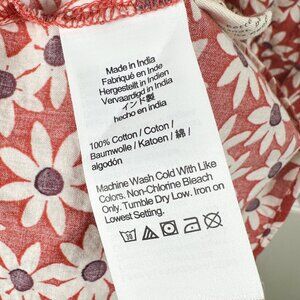 Made in India
Fabriqué en Inde
Hergestellt in Indien
Vervaardigd in India
インド製
hecho en india
100% Cotton / Coton /
Baumwolle / Katoen / 綿 /
algodón
Machine Wash Cold With Like
Colors. Non-Chlorine Bleach
Only. Tumble Dry Low. Iron on
Lowest Setting.